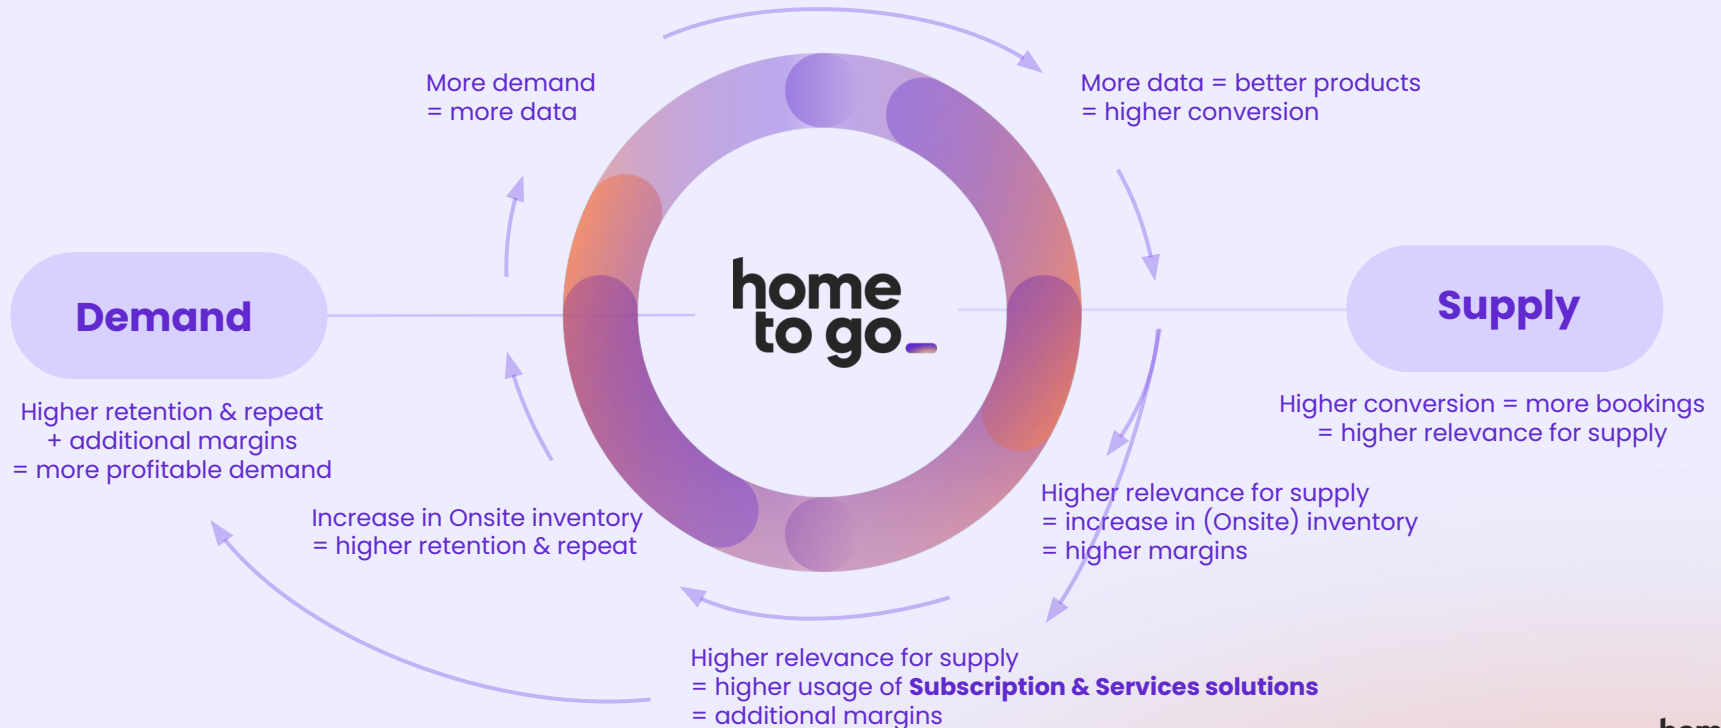 More demand
= more data
More data = better products
= higher conversion
home
to go_
Demand
Supply
Higher retention & repeat
+ additional margins
= more profitable demand
Higher conversion = more bookings
= higher relevance for supply
Increase in Onsite inventory
= higher retention & repeat
Higher relevance for supply
= increase in (Onsite) inventory
= higher margins
Higher relevance for supply
= higher usage of Subscription & Services solutions
= additional margins